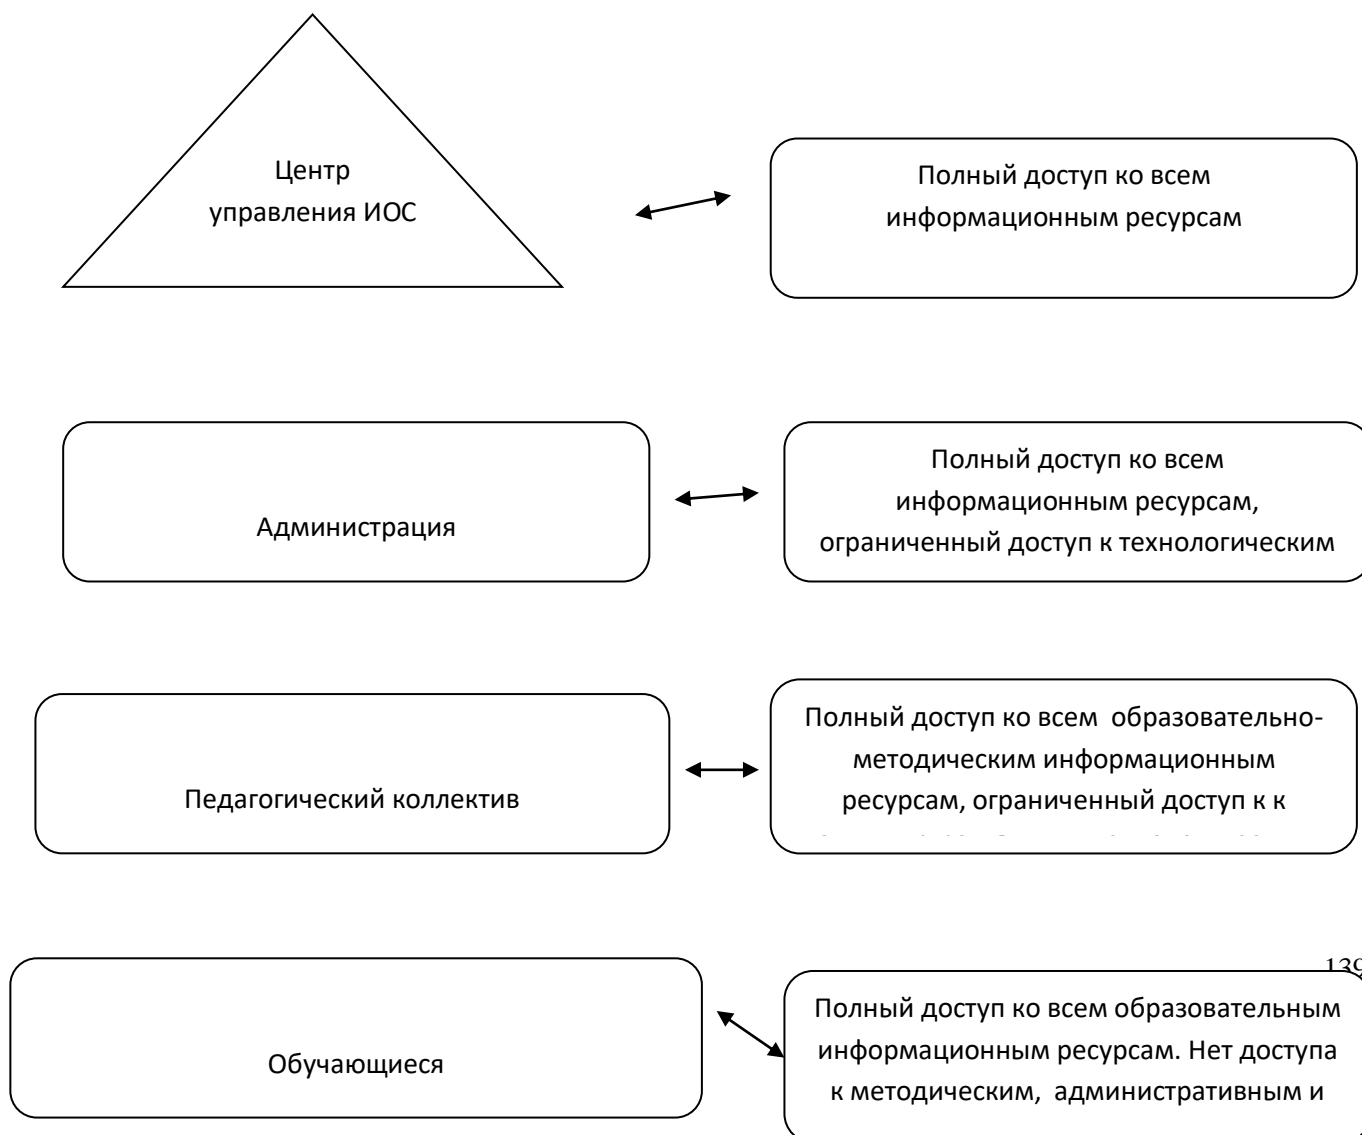 Центр
управления ИОС
Полный доступ ко всем
информационным ресурсам
Администрация
Полный доступ ко всем
информационным ресурсам,
ограниченный доступ к технологическим
Педагогический коллектив
Полный доступ ко всем  образовательно-
методическим информационным
ресурсам, ограниченный доступ к к
139
Обучающиеся
Полный доступ ко всем образовательным
информационным ресурсам. Нет доступа
к методическим,  административным и